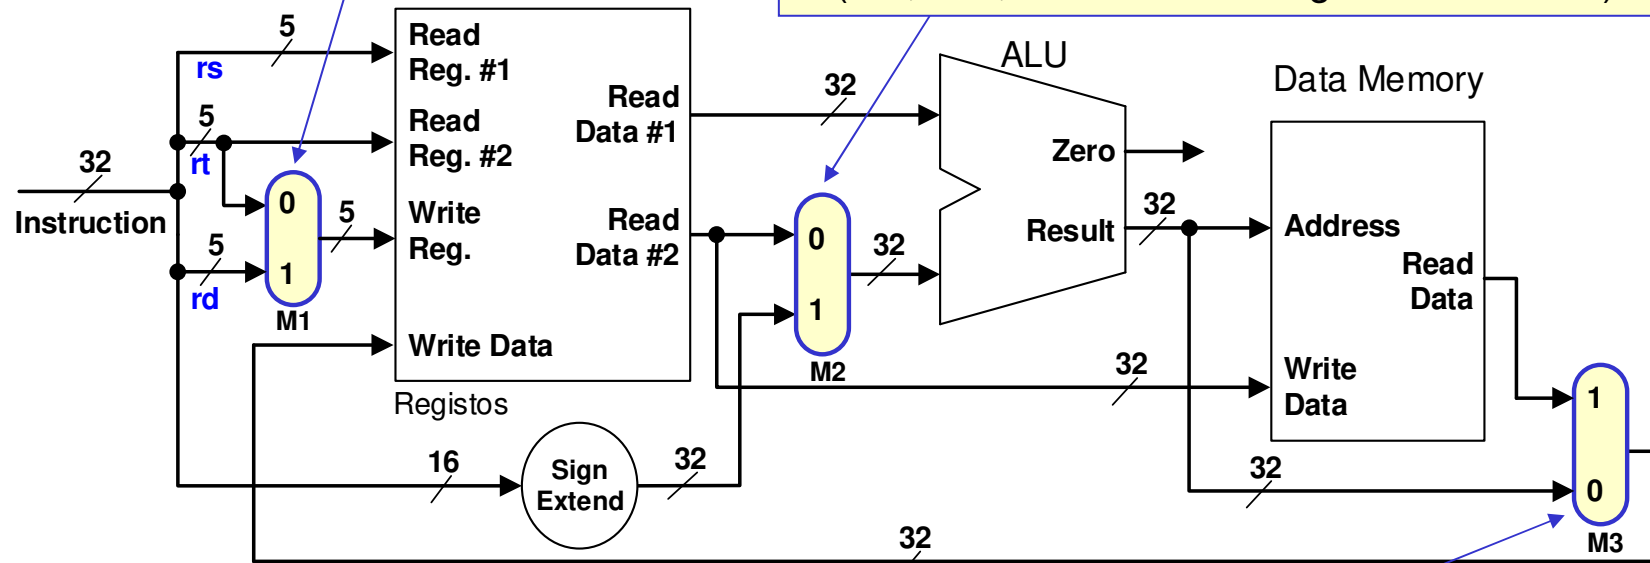 5
rs
5
rt
32
Instruction
5
rd
0
1
M1
5
Read
Reg. #1
Read
Reg. #2
Write
Reg.
Write Data
Read
Data #1
Read
Data #2
Registos
16
Sign
Extend
32
32
0
1
M2
32
ALU
Zero
Result
32
32
Data Memory
Address
Read
Data
Write
Data
32
1
0
M3
32